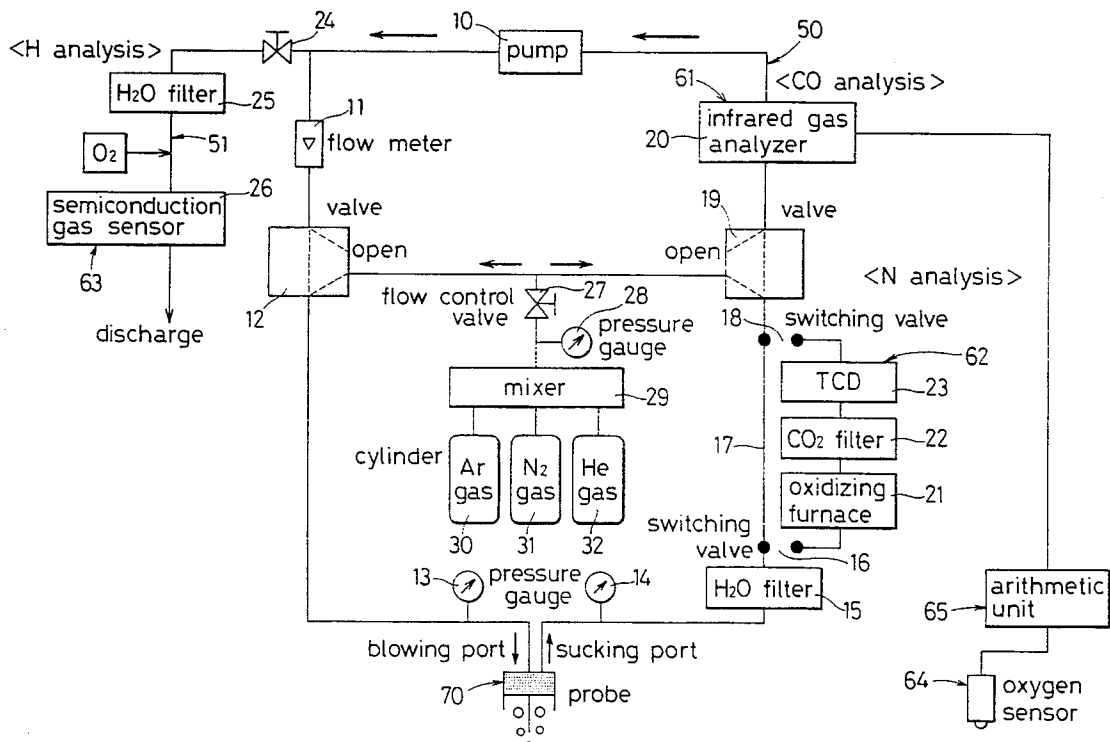 24
10
50
<H analysis>
pump
<CO analysis>
H2O filter
25
11
61
infrared gas
analyzer
20
51
O2
flow meter
26
semiconduction
gas sensor
63
valve
open
12
19
valve
open
<N analysis>
discharge
flow control
valve
27
28
pressure
gauge
18
switching valve
62
mixer
29
TCD
23
17
CO2 filter
22
cylinder
Ar
gas
N2
gas
He
gas
oxidizing
furnace
21
30
31
32
switching
valve
16
13
pressure
gauge
14
H2O filter
15
arithmetic
unit
65
blowing port
sucking port
70
probe
64
oxygen
sensor